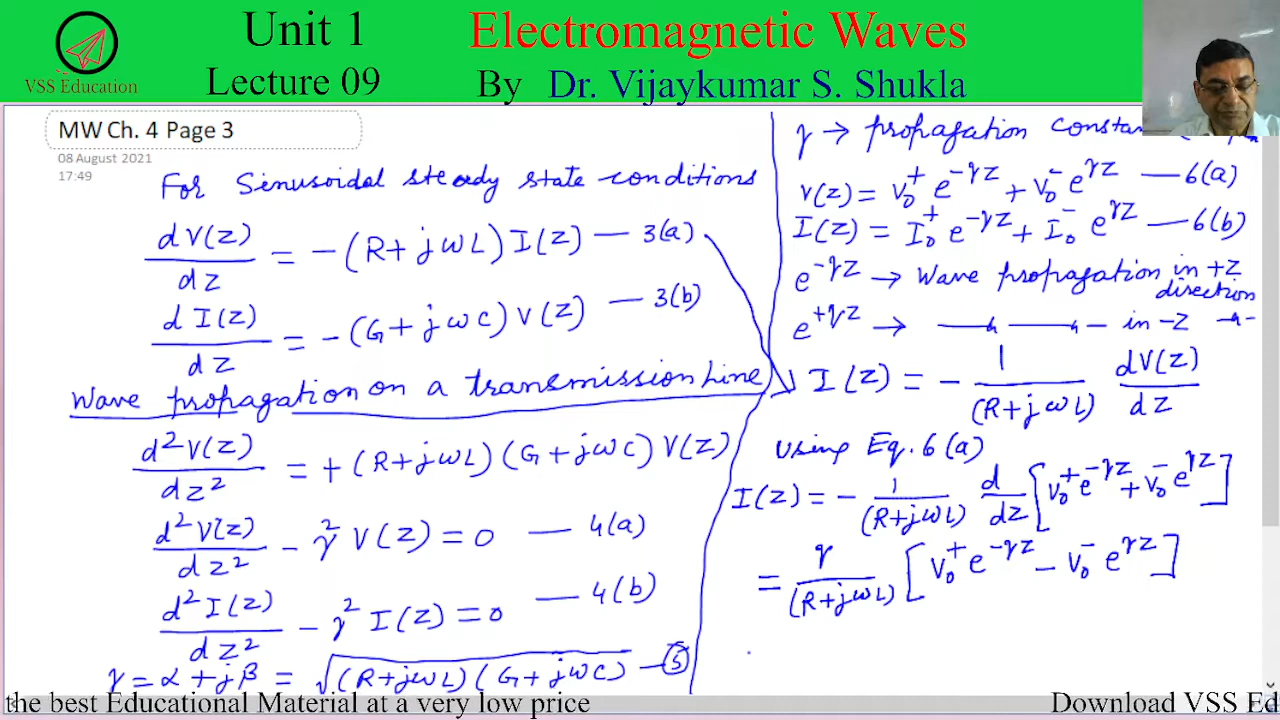 Unit 1
Electromagnetic Waves
VSS Education
Lecture 09
By Dr. Vijaykumar S. Shukla
MW Ch. 4 Page 3
08 August 2021
17:49
For Sinusoidal steady state conditions
dV(z)/dz = -(R+jωL) I(z) — 3(a)
dI(z)/dz = -(G+jωC) V(z) — 3(b)
Wave propagation on a transmission Line
d²V(z)/dz² = +(R+jωL)(G+jωC) V(z)
d²V(z)/dz² - γ² V(z) = 0 — 4(a)
d²I(z)/dz² - γ² I(z) = 0 — 4(b)
γ = α + jβ = √(R+jωL)(G+jωC) — 5
γ → propagation
V(z) = V₀⁺ e^-γz + V₀⁻ e^γz — 6(a)
I(z) = I₀⁺ e^-γz + I₀⁻ e^γz — 6(b)
e^-γz → Wave propagation in +z direction
e^+γz → —〃— —〃— in -z —〃—
I(z) = - 1/(R+jωL) dV(z)/dz
Using Eq. 6(a)
I(z) = - 1/(R+jωL) d/dz [V₀⁺ e^-γz + V₀⁻ e^γz]
= γ/(R+jωL) [V₀⁺ e^-γz - V₀⁻ e^γz]
the best Educational Material at a very low price
Download VSS Ed